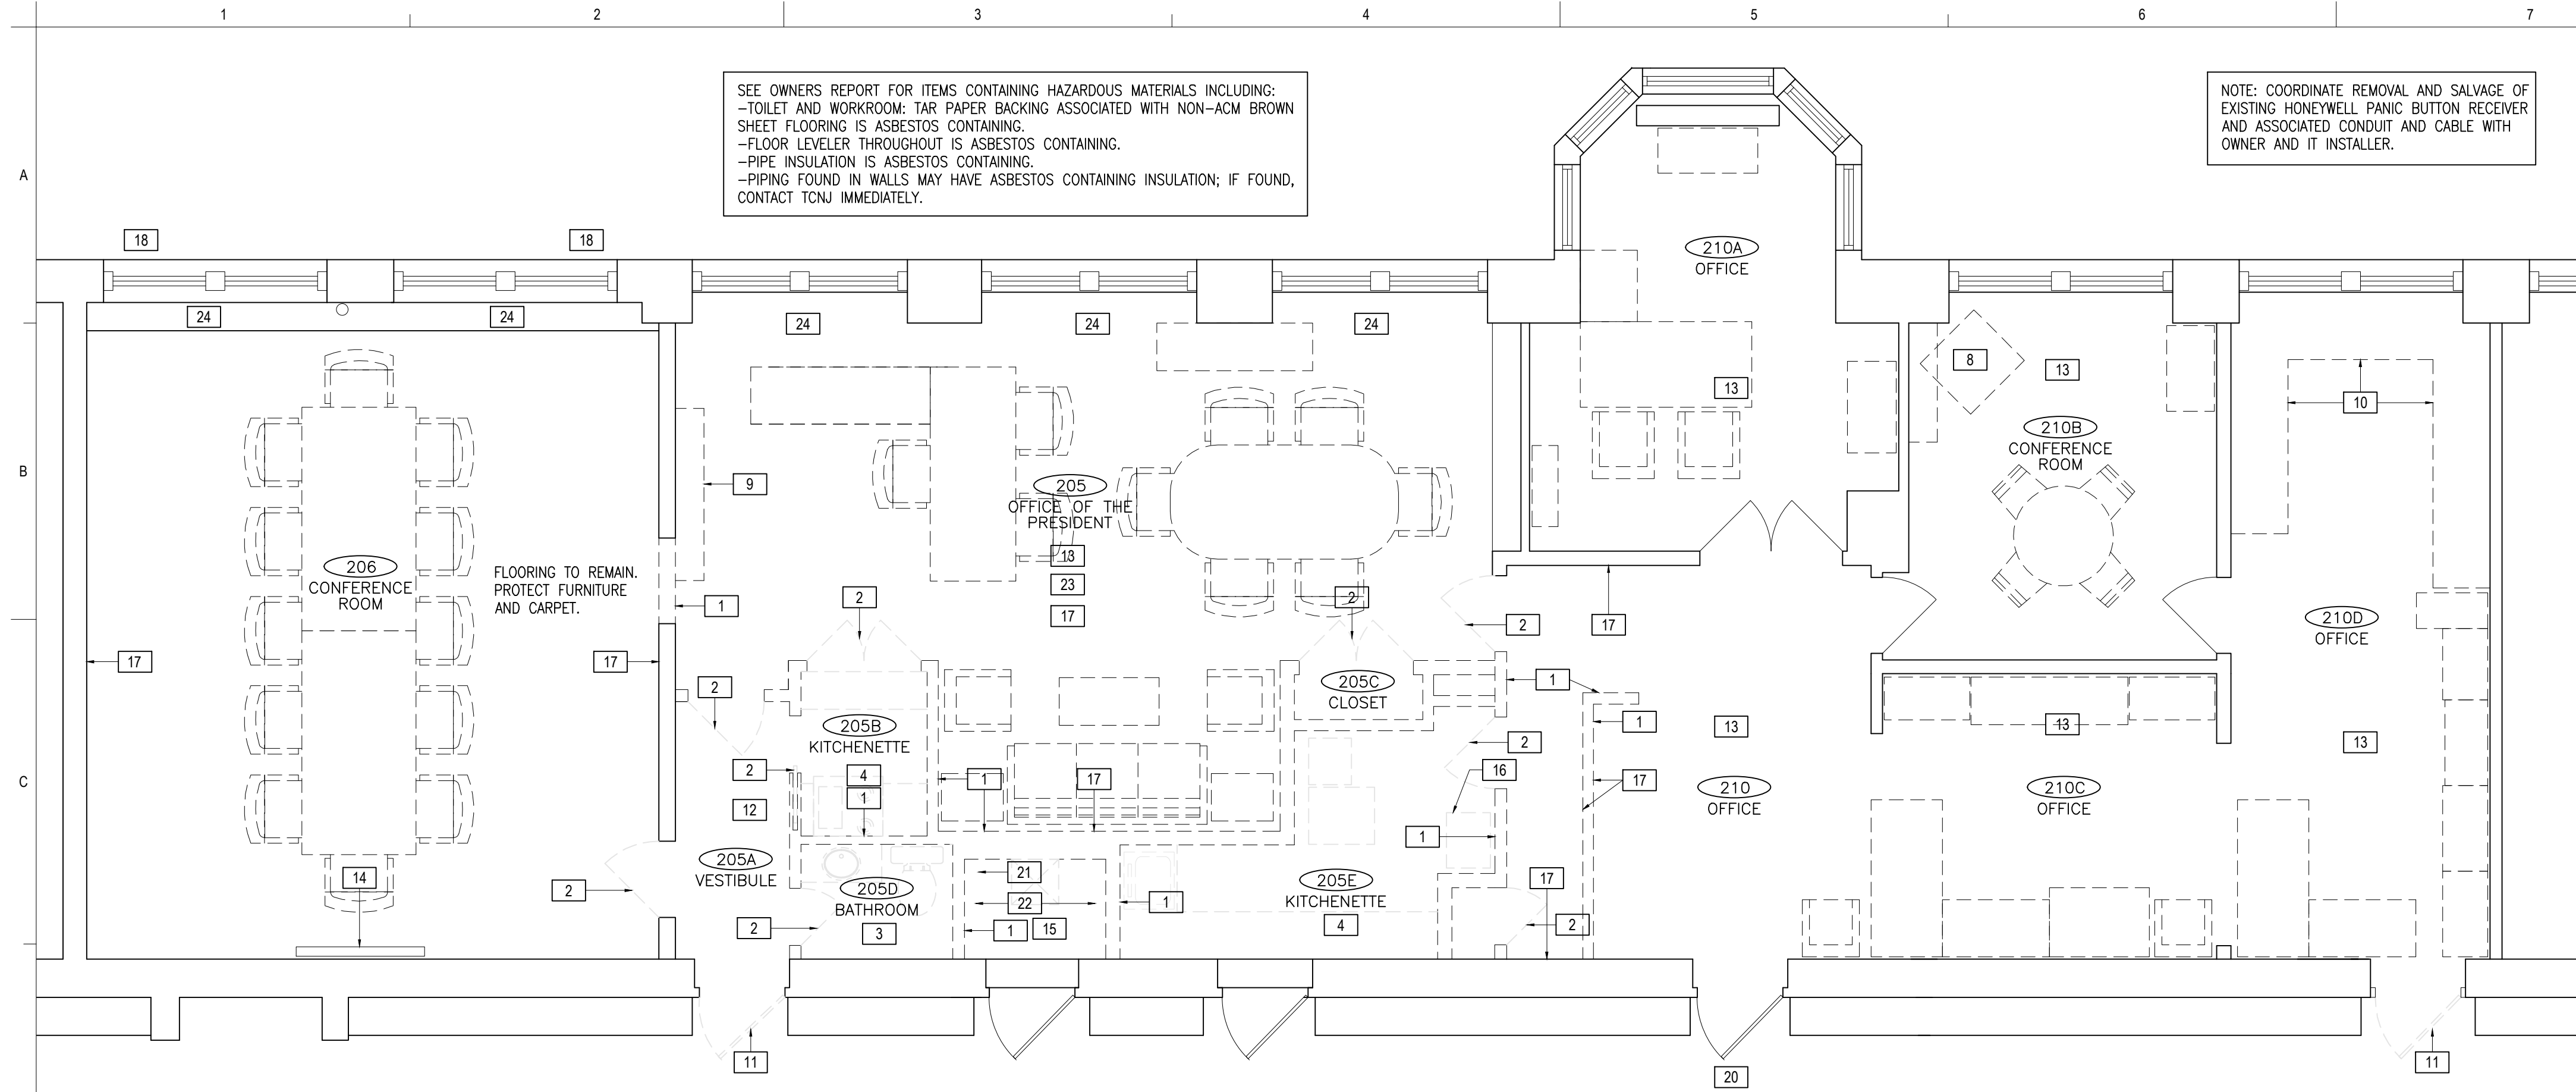 1 2 3 4 5 6 7
SEE OWNERS REPORT FOR ITEMS CONTAINING HAZARDOUS MATERIALS INCLUDING:
-TOILET AND WORKROOM: TAR PAPER BACKING ASSOCIATED WITH NON-ACM BROWN
SHEET FLOORING IS ASBESTOS CONTAINING.
-FLOOR LEVELER THROUGHOUT IS ASBESTOS CONTAINING.
-PIPE INSULATION IS ASBESTOS CONTAINING.
-PIPING FOUND IN WALLS MAY HAVE ASBESTOS CONTAINING INSULATION; IF FOUND,
CONTACT TCNJ IMMEDIATELY.
NOTE: COORDINATE REMOVAL AND SALVAGE OF
EXISTING HONEYWELL PANIC BUTTON RECEIVER
AND ASSOCIATED CONDUIT AND CABLE WITH
OWNER AND IT INSTALLER.
A
18 18
210A
OFFICE
24 24 24 24 24
8 13
13
10
B
210B
CONFERENCE
ROOM
9
205
OFFICE OF THE
PRESIDENT
13
23
17
206
CONFERENCE
ROOM
FLOORING TO REMAIN.
PROTECT FURNITURE
AND CARPET.
1 2 2 2 17
210D
OFFICE
17 17
2
205C
CLOSET
1
1
205B
KITCHENETTE
13 13 13
2
2
4
1
1 17
16
17
C
210
OFFICE
210C
OFFICE
12
1
205A
VESTIBULE
14
2
205D
BATHROOM
3
2
21
22
1 15
1
205E
KITCHENETTE
4
17
2
11
20
11